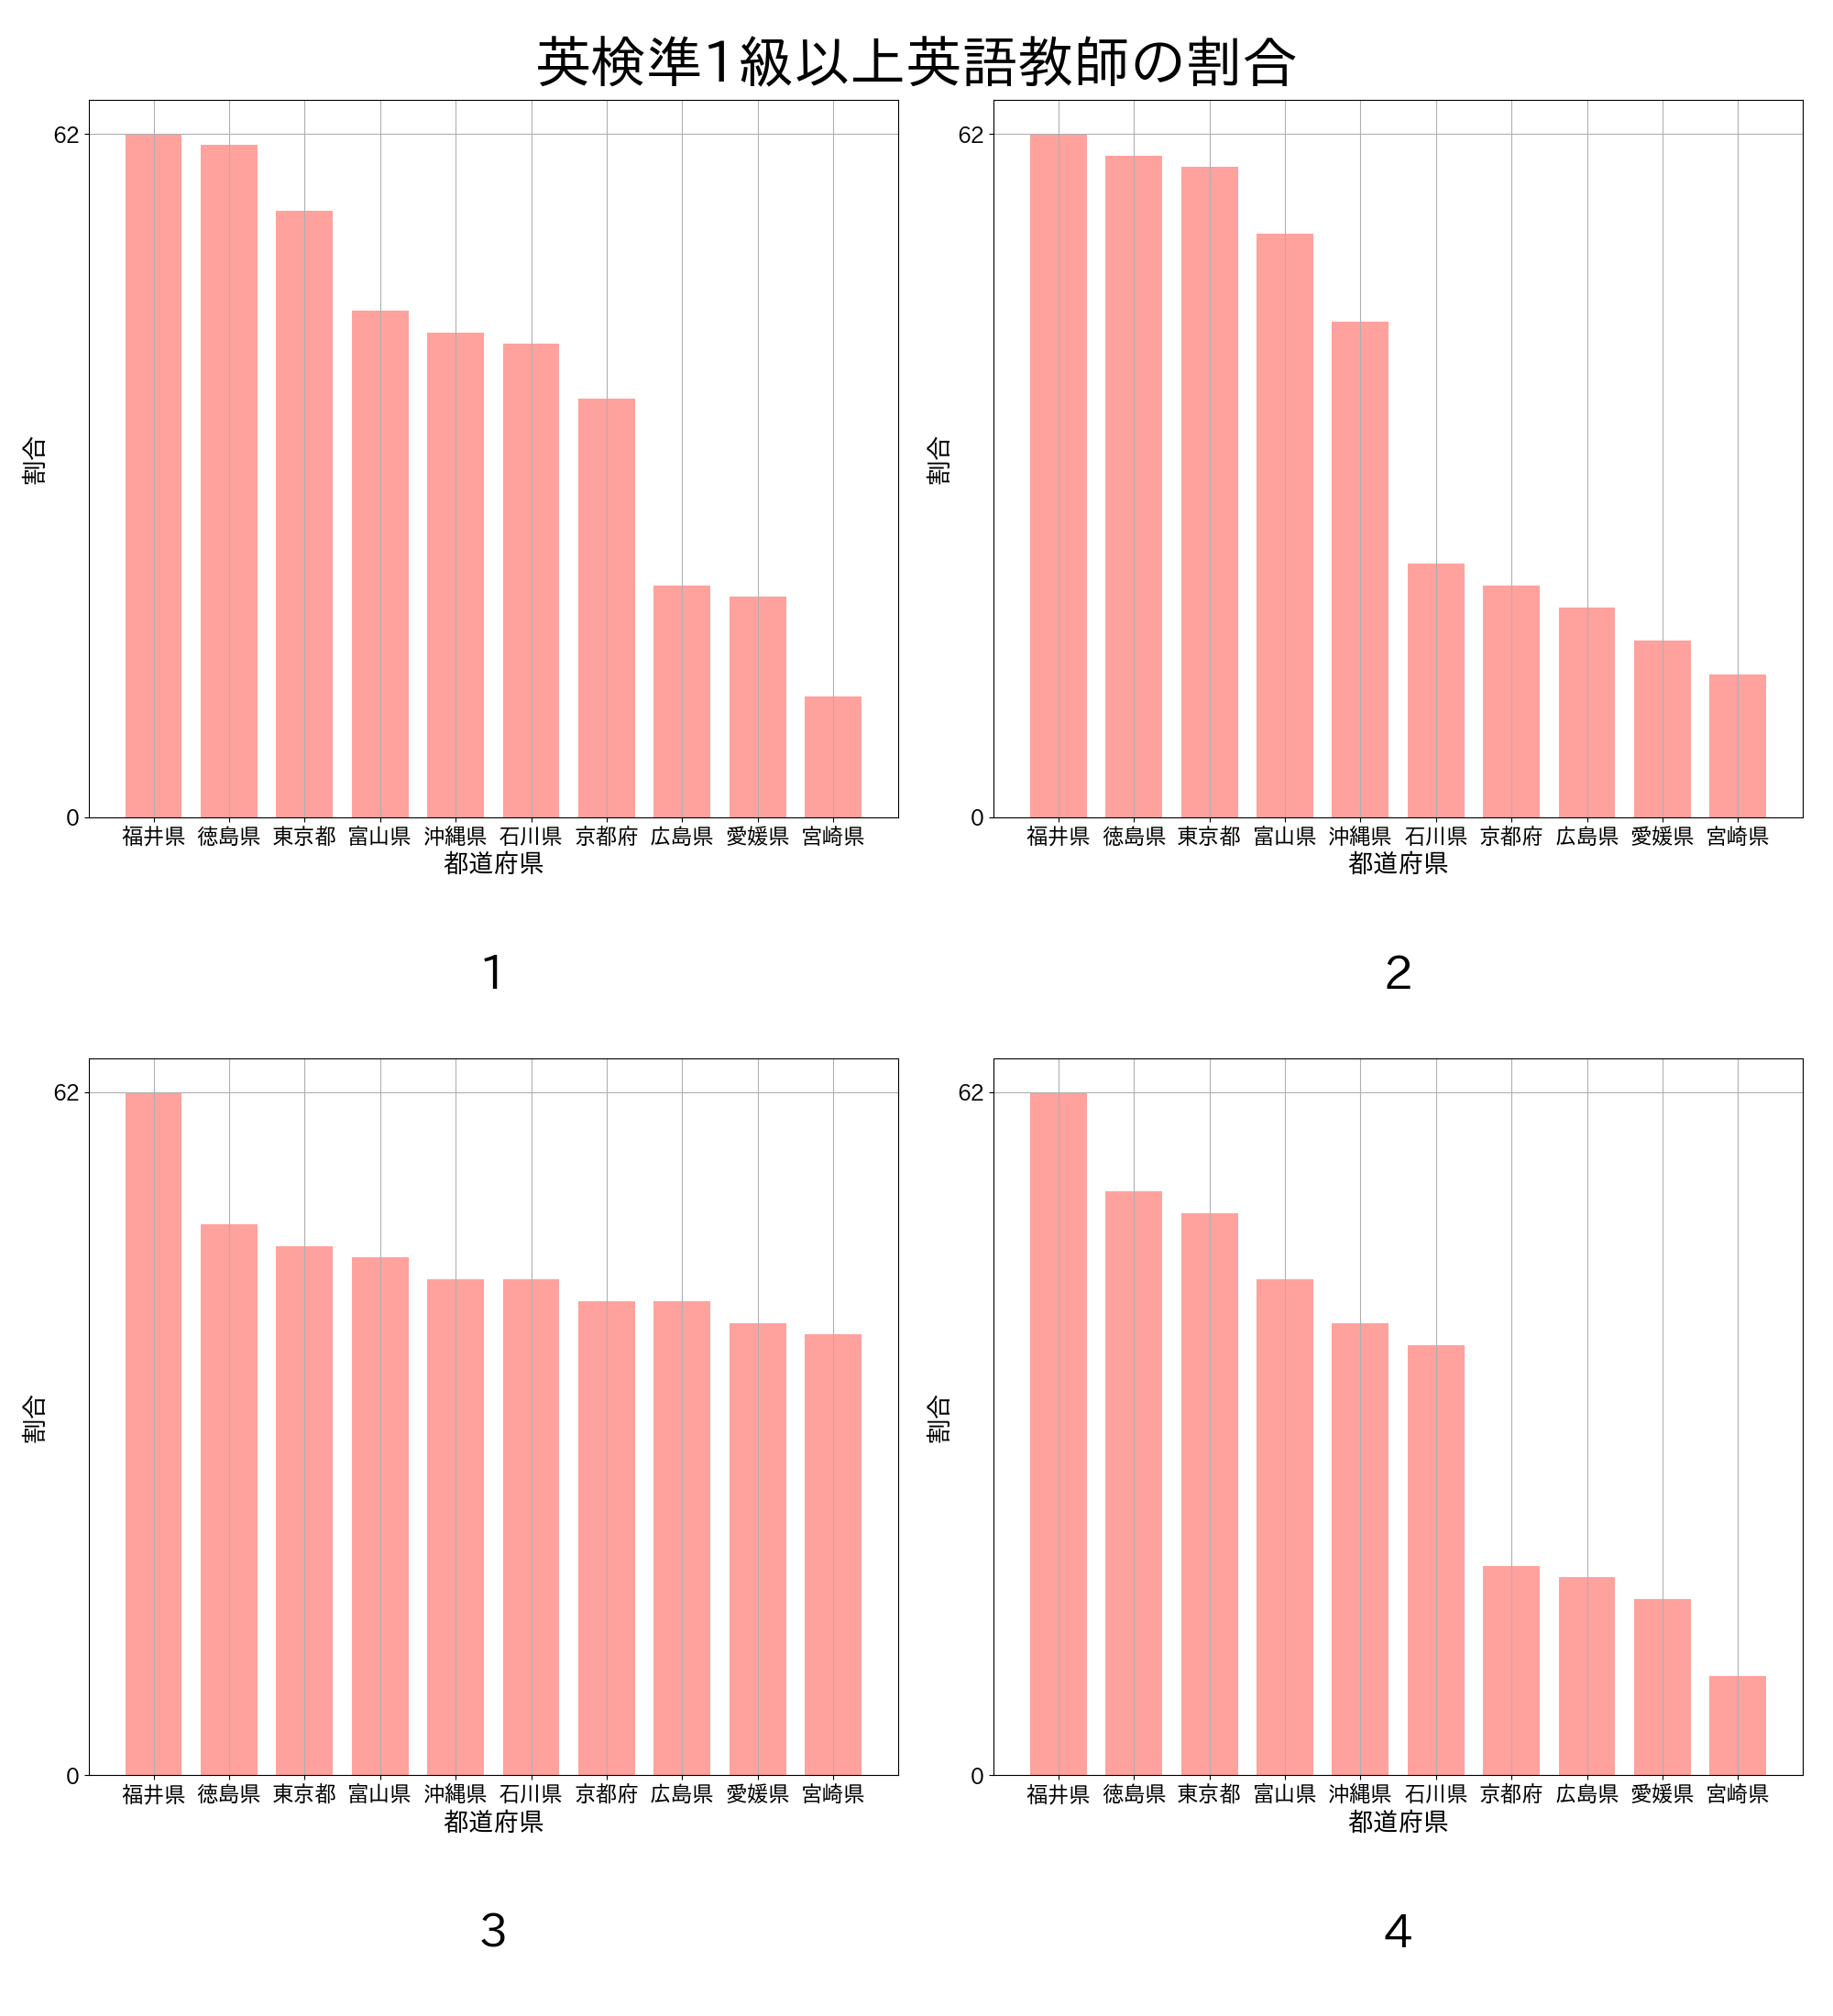 英検準1級以上英語教師の割合
62
割合
0
福井県 徳島県 東京都 富山県 沖縄県 石川県 京都府 広島県 愛媛県 宮崎県
都道府県
1
62
割合
0
福井県 徳島県 東京都 富山県 沖縄県 石川県 京都府 広島県 愛媛県 宮崎県
都道府県
2
62
割合
0
福井県 徳島県 東京都 富山県 沖縄県 石川県 京都府 広島県 愛媛県 宮崎県
都道府県
3
62
割合
0
福井県 徳島県 東京都 富山県 沖縄県 石川県 京都府 広島県 愛媛県 宮崎県
都道府県
4